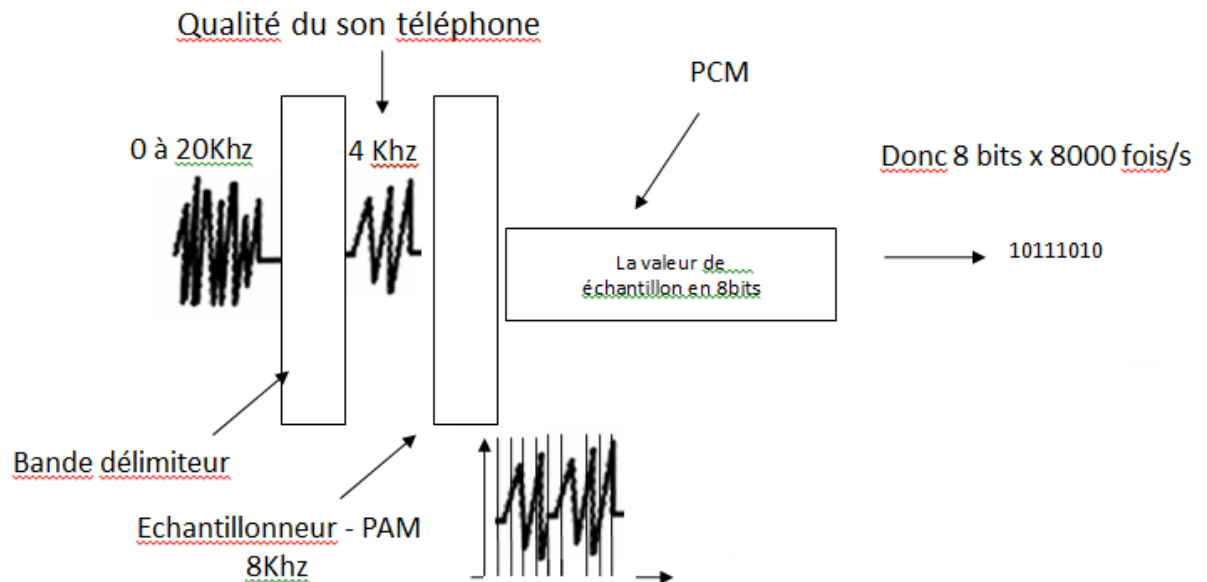 Qualité du son téléphone
PCM
0 à 20Khz
4 Khz
Donc 8 bits x 8000 fois/s
La valeur de
échantillon en 8bits
10111010
Bande délimiteur
Echantillonneur - PAM
8Khz